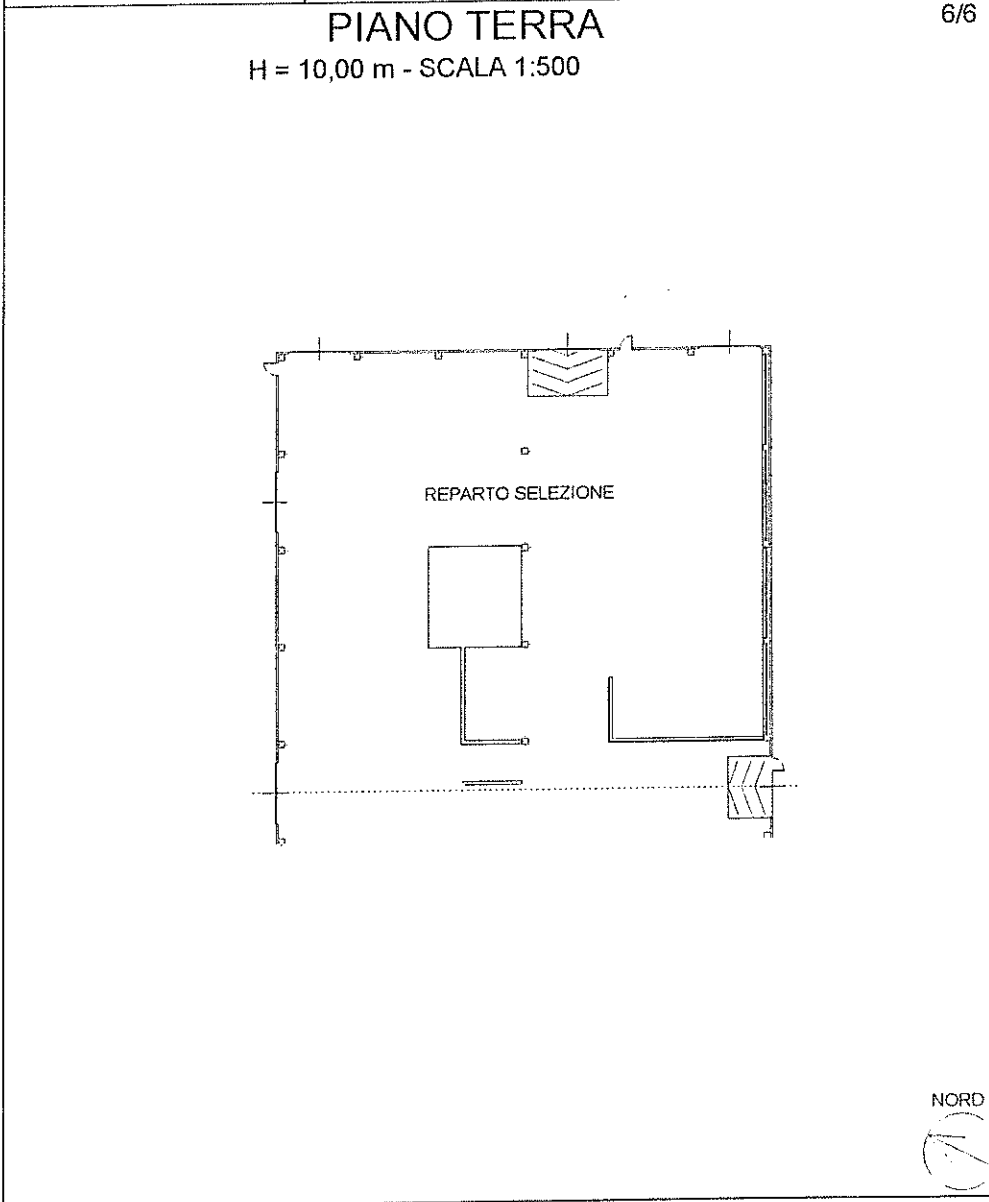 PIANO TERRA
6/6
H = 10,00 m - SCALA 1:500
REPARTO SELEZIONE
NORD